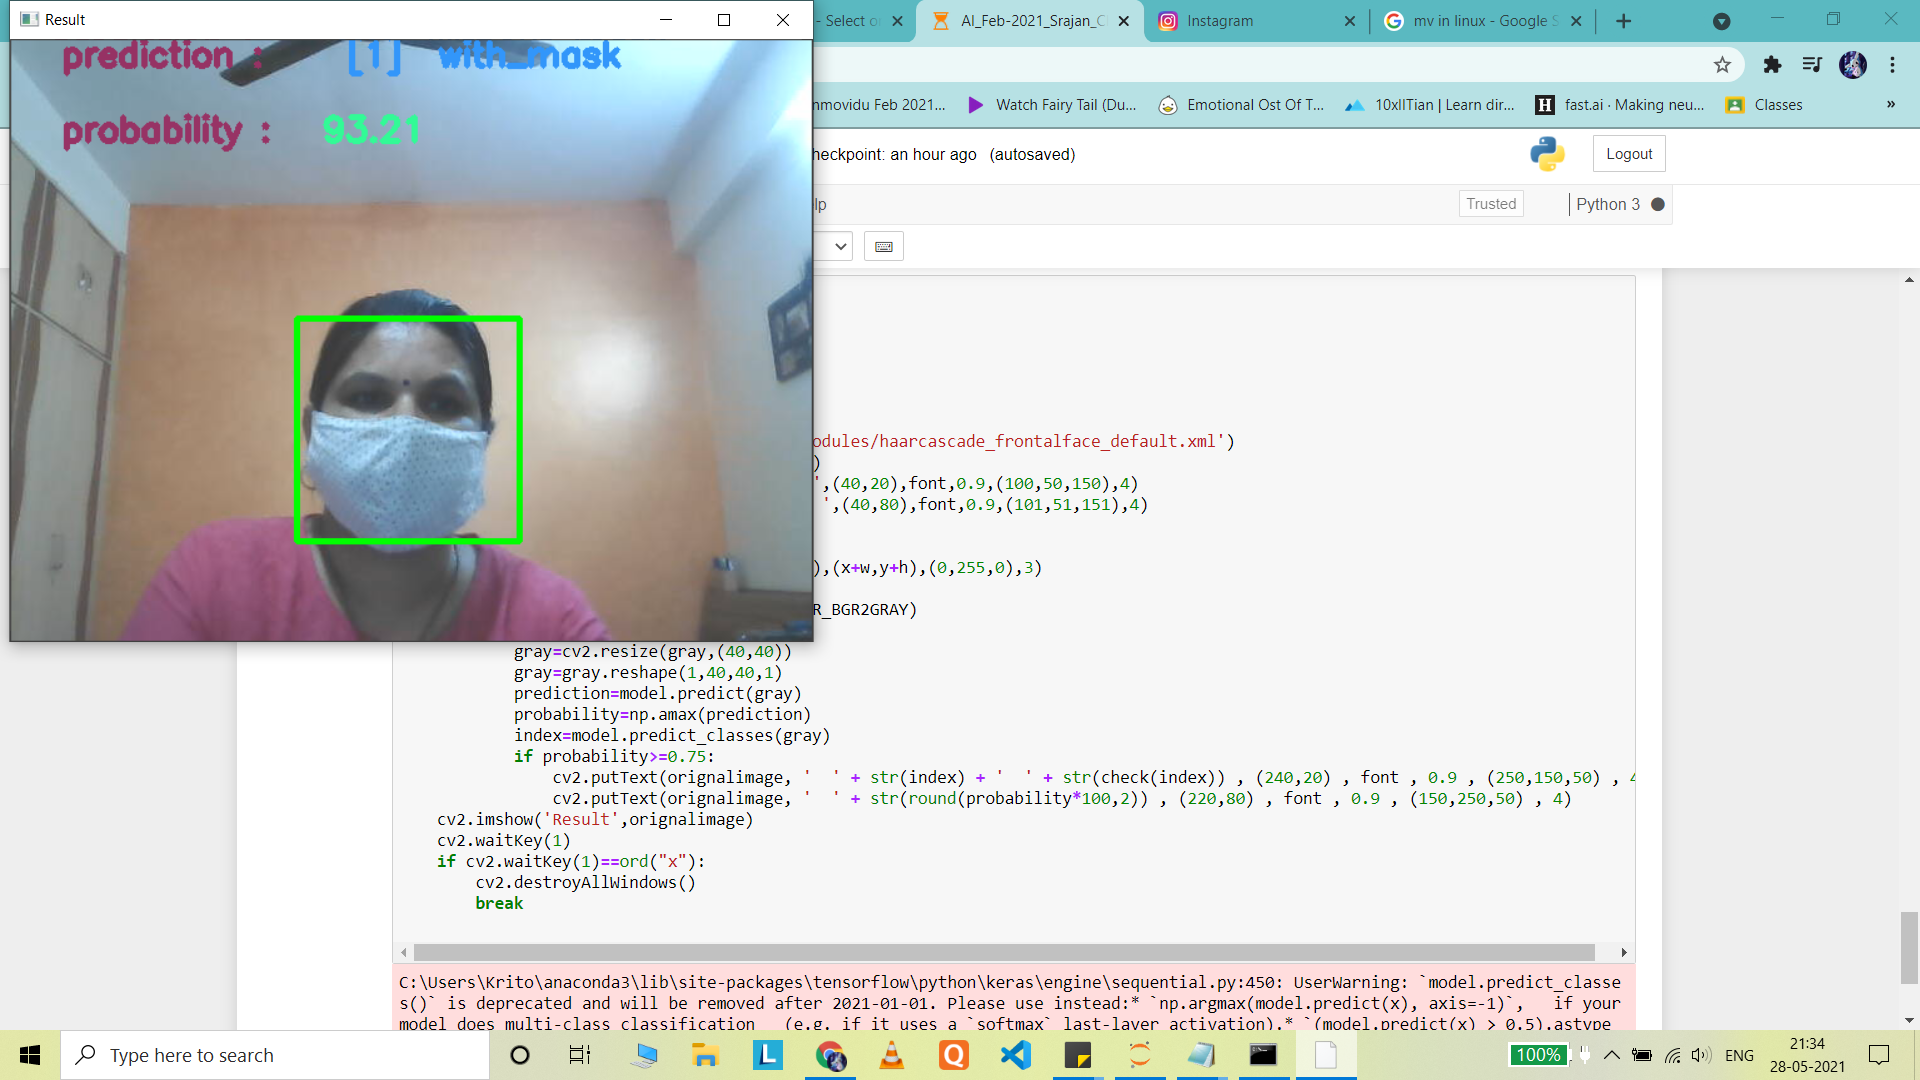 Result
prediction : [1] with_mask
probability : 93.21
- Select o
AI_Feb-2021_Srajan_C
Instagram
mv in linux - Google S
nmovidu Feb 2021...
Watch Fairy Tail (Du...
Emotional Ost Of T...
10xIITian | Learn dir...
H fast.ai · Making neu...
Classes
»
heckpoint: an hour ago (autosaved)
Logout
lp
Trusted
Python 3
odules/haarcascade_frontalface_default.xml')
)
',(40,20),font,0.9,(100,50,150),4)
',(40,80),font,0.9,(101,51,151),4)
),(x+w,y+h),(0,255,0),3)
R_BGR2GRAY)
gray=cv2.resize(gray,(40,40))
gray=gray.reshape(1,40,40,1)
prediction=model.predict(gray)
probability=np.amax(prediction)
index=model.predict_classes(gray)
if probability>=0.75:
cv2.putText(orignalimage, '  ' + str(index) + '  ' + str(check(index)) , (240,20) , font , 0.9 , (250,150,50) , 4
cv2.putText(orignalimage, '  ' + str(round(probability*100,2)) , (220,80) , font , 0.9 , (150,250,50) , 4)
cv2.imshow('Result',orignalimage)
cv2.waitKey(1)
if cv2.waitKey(1)==ord("x"):
cv2.destroyAllWindows()
break
C:\Users\Krito\anaconda3\lib\site-packages\tensorflow\python\keras\engine\sequential.py:450: UserWarning: `model.predict_classe
s()` is deprecated and will be removed after 2021-01-01. Please use instead:* `np.argmax(model.predict(x), axis=-1)`,   if your
model does multi-class classification   (e.g. if it uses a `softmax` last-layer activation).* `(model.predict(x) > 0.5).astype
Type here to search
L
Q
100%
ENG
21:34
28-05-2021